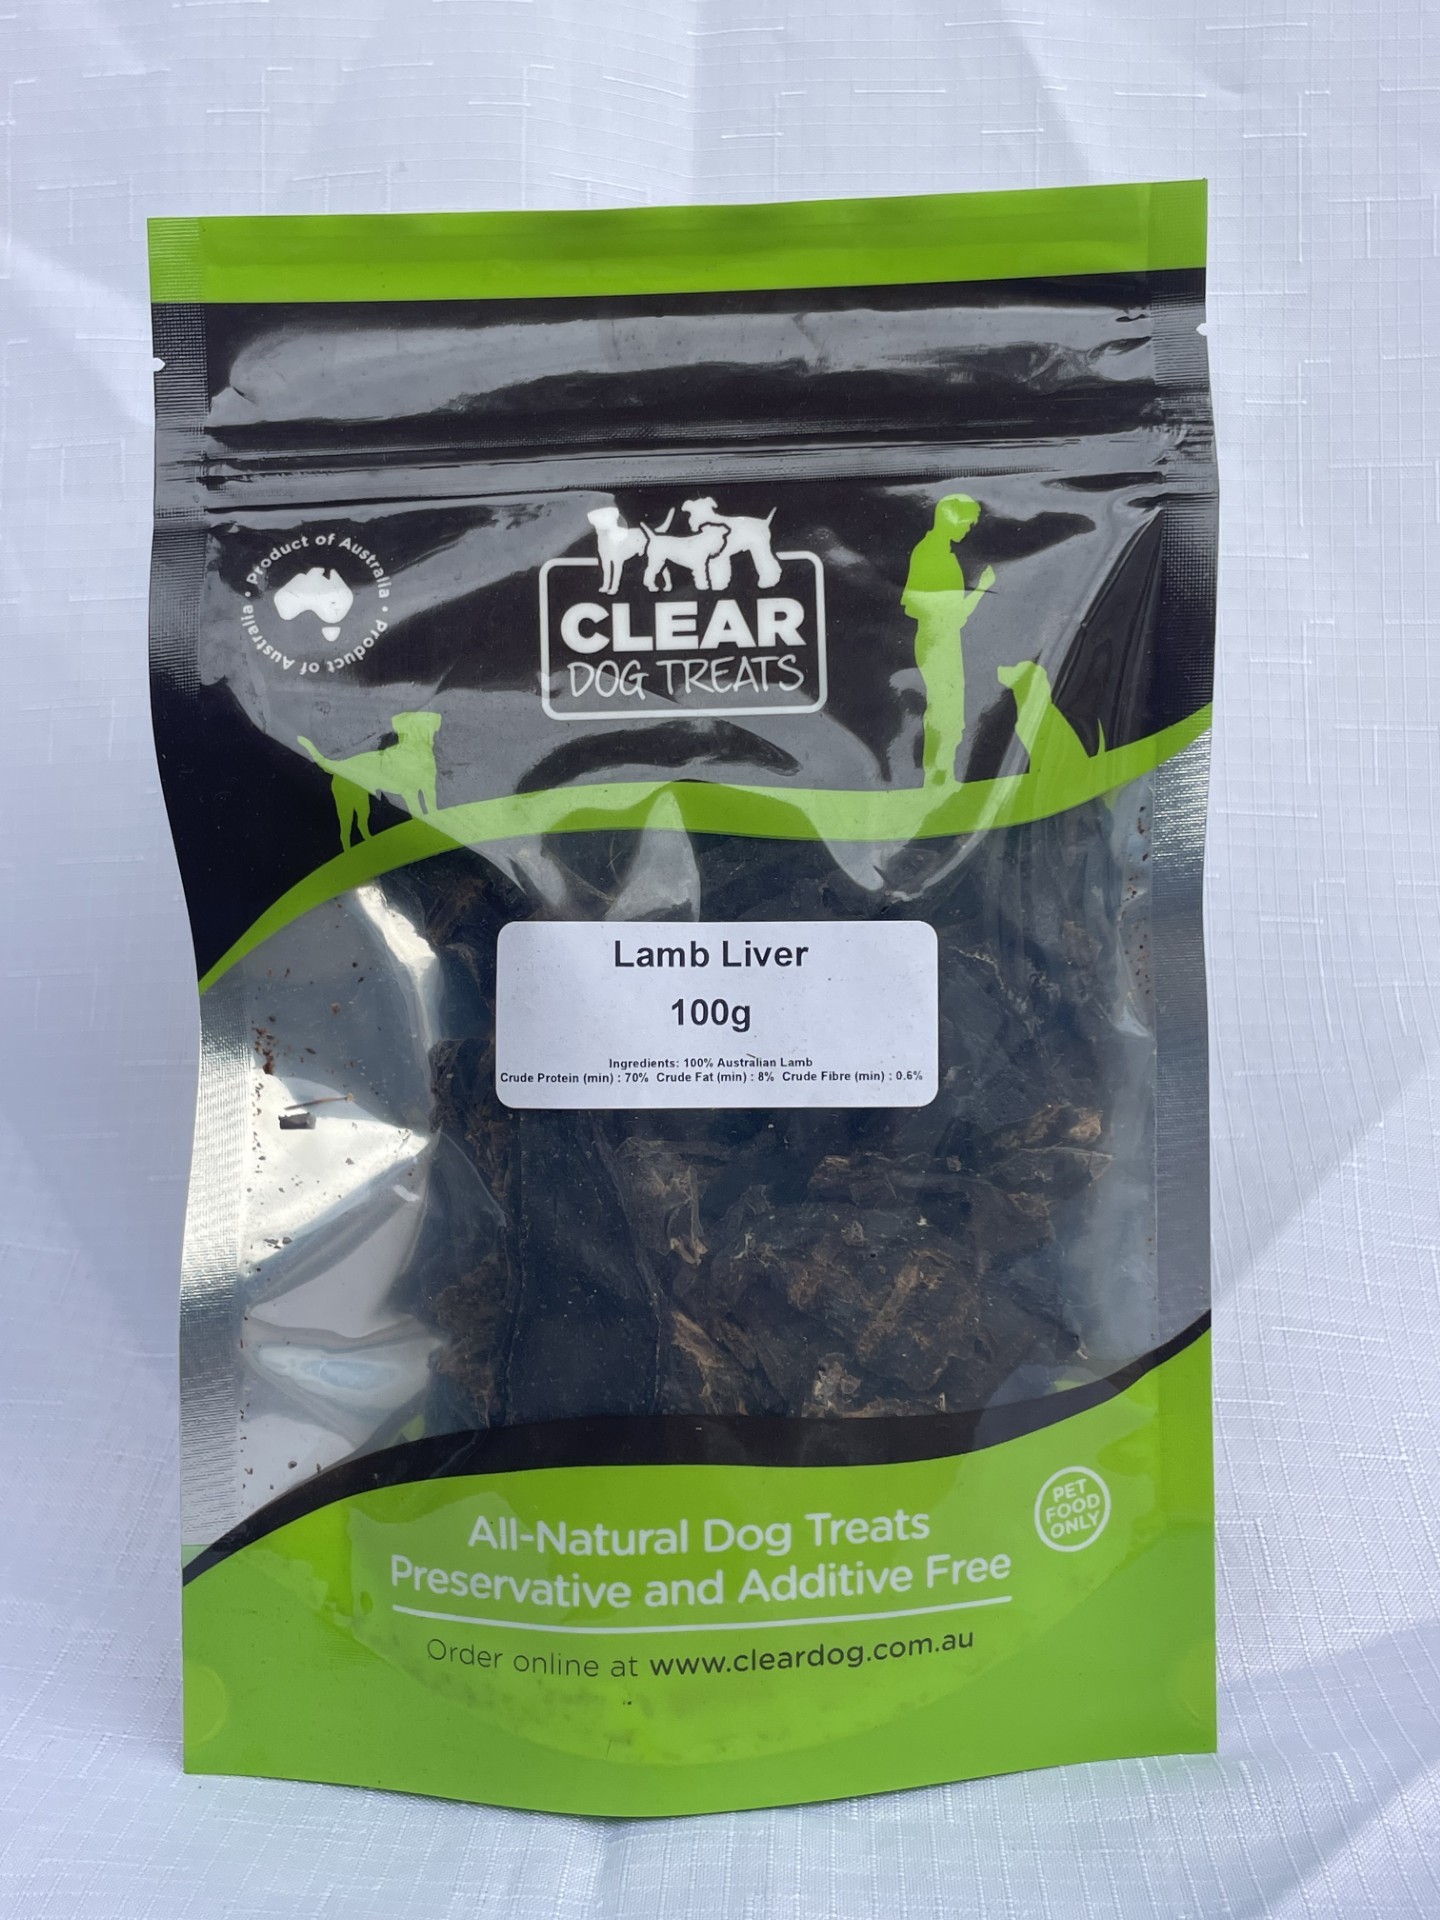 Product of Australia • Product of Australia •
CLEAR
DOG TREATS
Lamb Liver
100g
Ingredients: 100% Australian Lamb
Crude Protein (min) : 70% Crude Fat (min) : 8% Crude Fibre (min) : 0.6%
All-Natural Dog Treats
Preservative and Additive Free
PET
FOOD
ONLY
Order online at www.cleardog.com.au